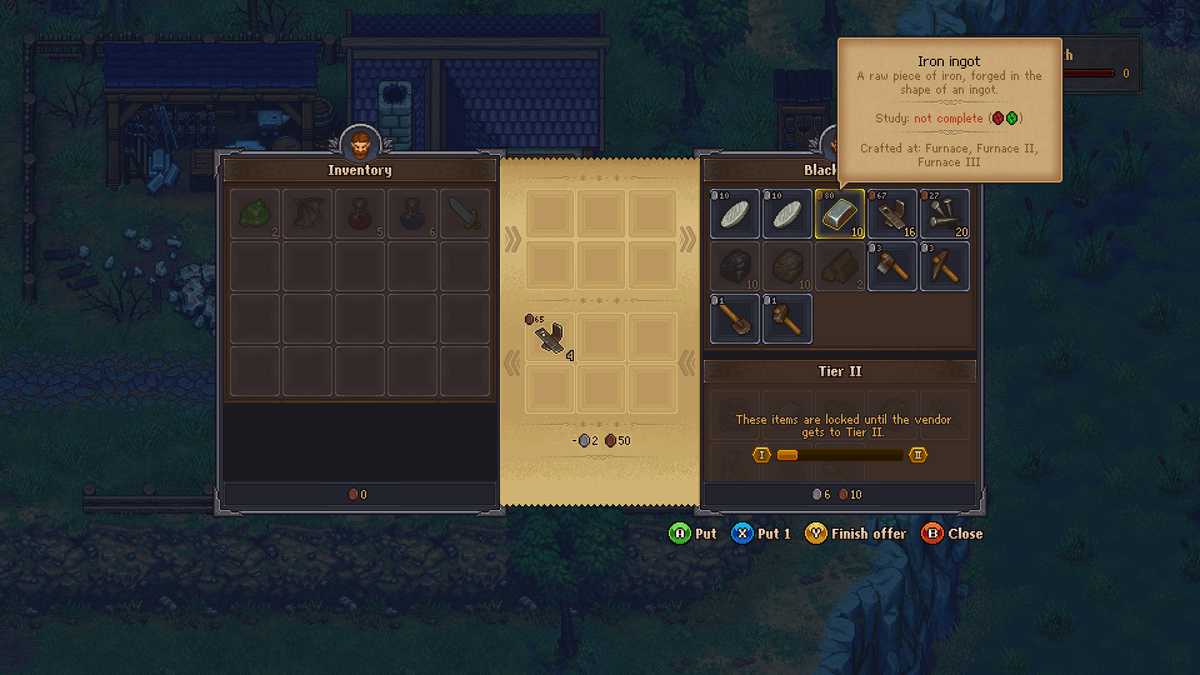 h
0
Iron ingot
A raw piece of iron, forged in the
shape of an ingot.
Study: not complete ( )
Crafted at: Furnace, Furnace II,
Furnace III
Inventory
Black
2
5
6
10
10
80
10
67
16
27
20
10
10
2
3
3
1
1
65
4
-2 50
Tier II
These items are locked until the vendor
gets to Tier II.
I
II
0
6 10
A Put
X Put 1
Y Finish offer
B Close